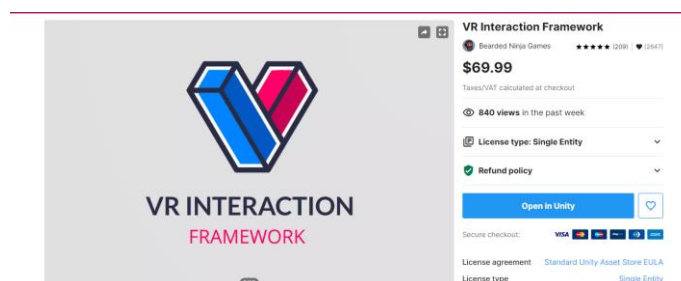 VR Interaction Framework
Bearded Ninja Games ★★★★★ (209) | ♥ (2847)
$69.99
Taxes/VAT calculated at checkout
840 views in the past week
License type: Single Entity
Refund policy
Open in Unity
Secure checkout: VISA
License agreement Standard Unity Asset Store EULA
License type Single Entity
VR INTERACTION
FRAMEWORK